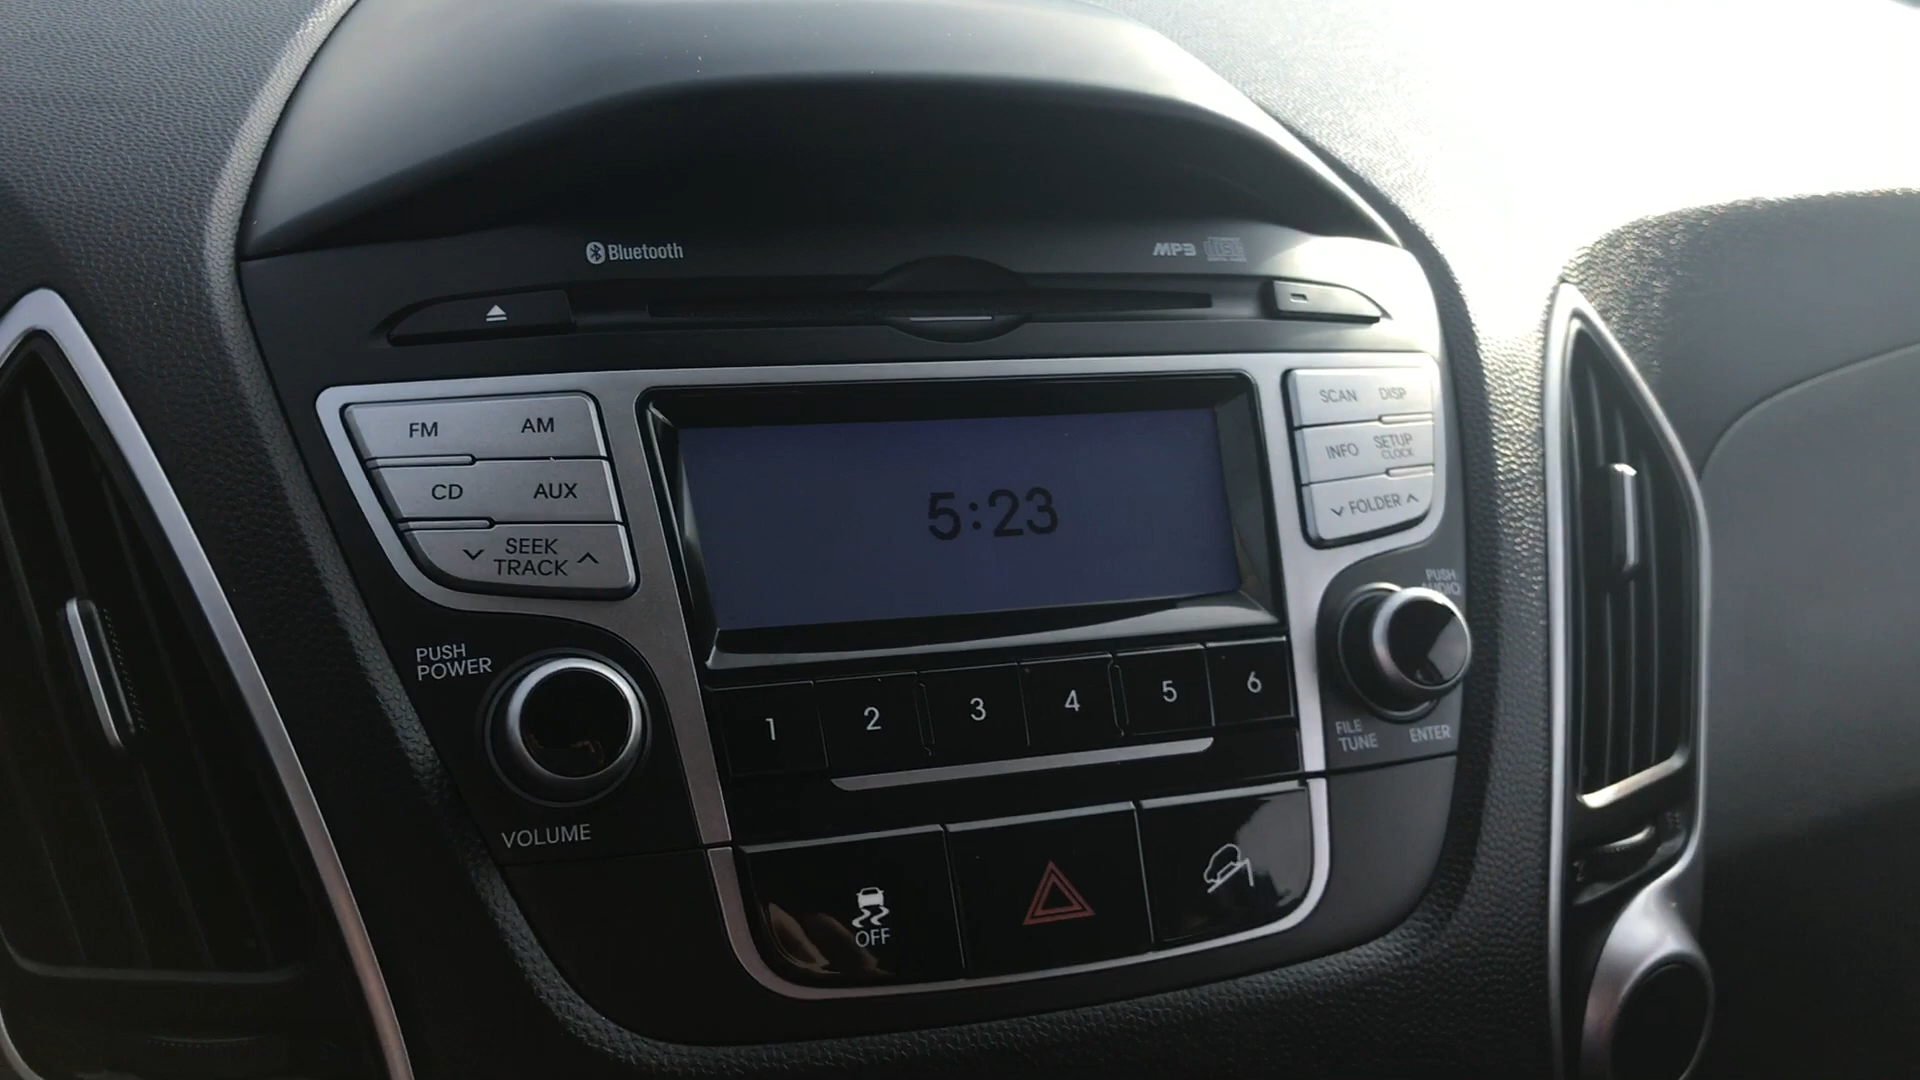 Bluetooth
MP3
FM
AM
CD
AUX
SEEK
TRACK
5:23
SCAN
DISP
INFO
SETUP
CLOCK
FOLDER
PUSH
POWER
VOLUME
1
2
3
4
5
6
PUSH
AUDIO
FILE
TUNE
ENTER
OFF